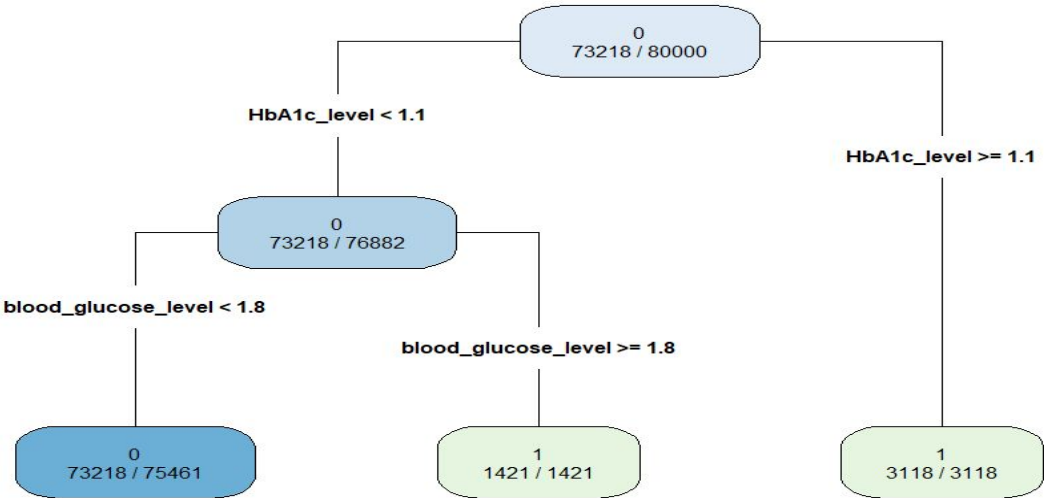 0
73218 / 80000
HbA1c_level < 1.1
HbA1c_level >= 1.1
0
73218 / 76882
blood_glucose_level < 1.8
blood_glucose_level >= 1.8
0
73218 / 75461
1
1421 / 1421
1
3118 / 3118